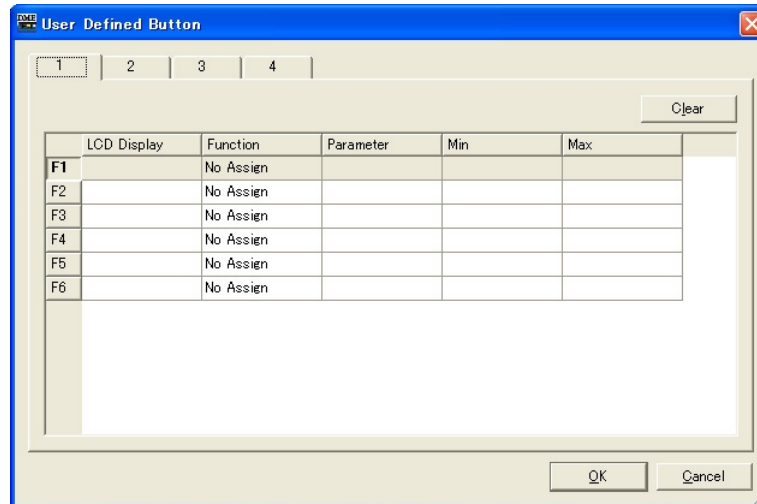 DME
User Defined Button
1 2 3 4
Clear
LCD Display Function Parameter Min Max
F1 No Assign
F2 No Assign
F3 No Assign
F4 No Assign
F5 No Assign
F6 No Assign
OK Cancel